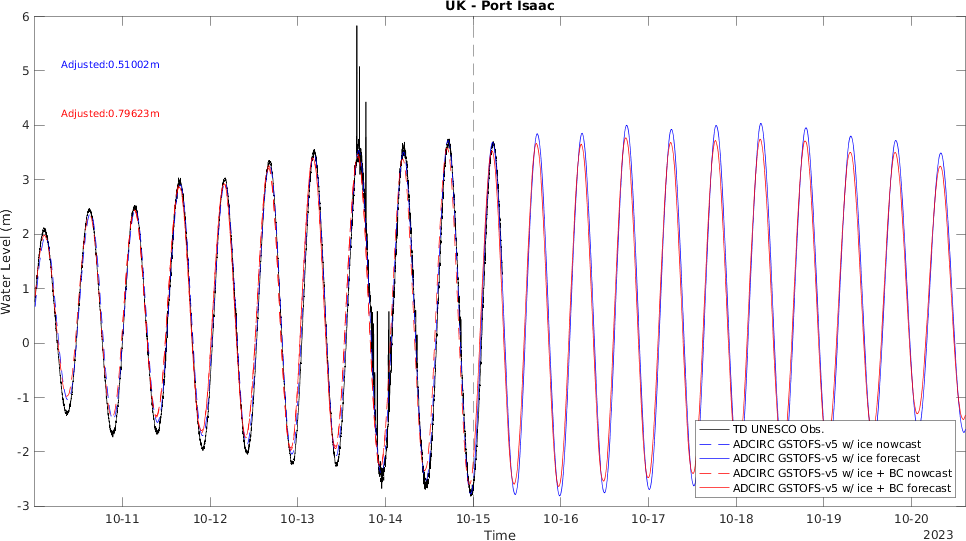 UK - Port Isaac
6
5
4
3
2
1
0
-1
-2
-3
Water Level (m)
Adjusted:0.51002m
Adjusted:0.79623m
TD UNESCO Obs.
ADCIRC GSTOFS-v5 w/ ice nowcast
ADCIRC GSTOFS-v5 w/ ice forecast
ADCIRC GSTOFS-v5 w/ ice + BC nowcast
ADCIRC GSTOFS-v5 w/ ice + BC forecast
10-11 10-12 10-13 10-14 10-15 10-16 10-17 10-18 10-19 10-20
Time
2023